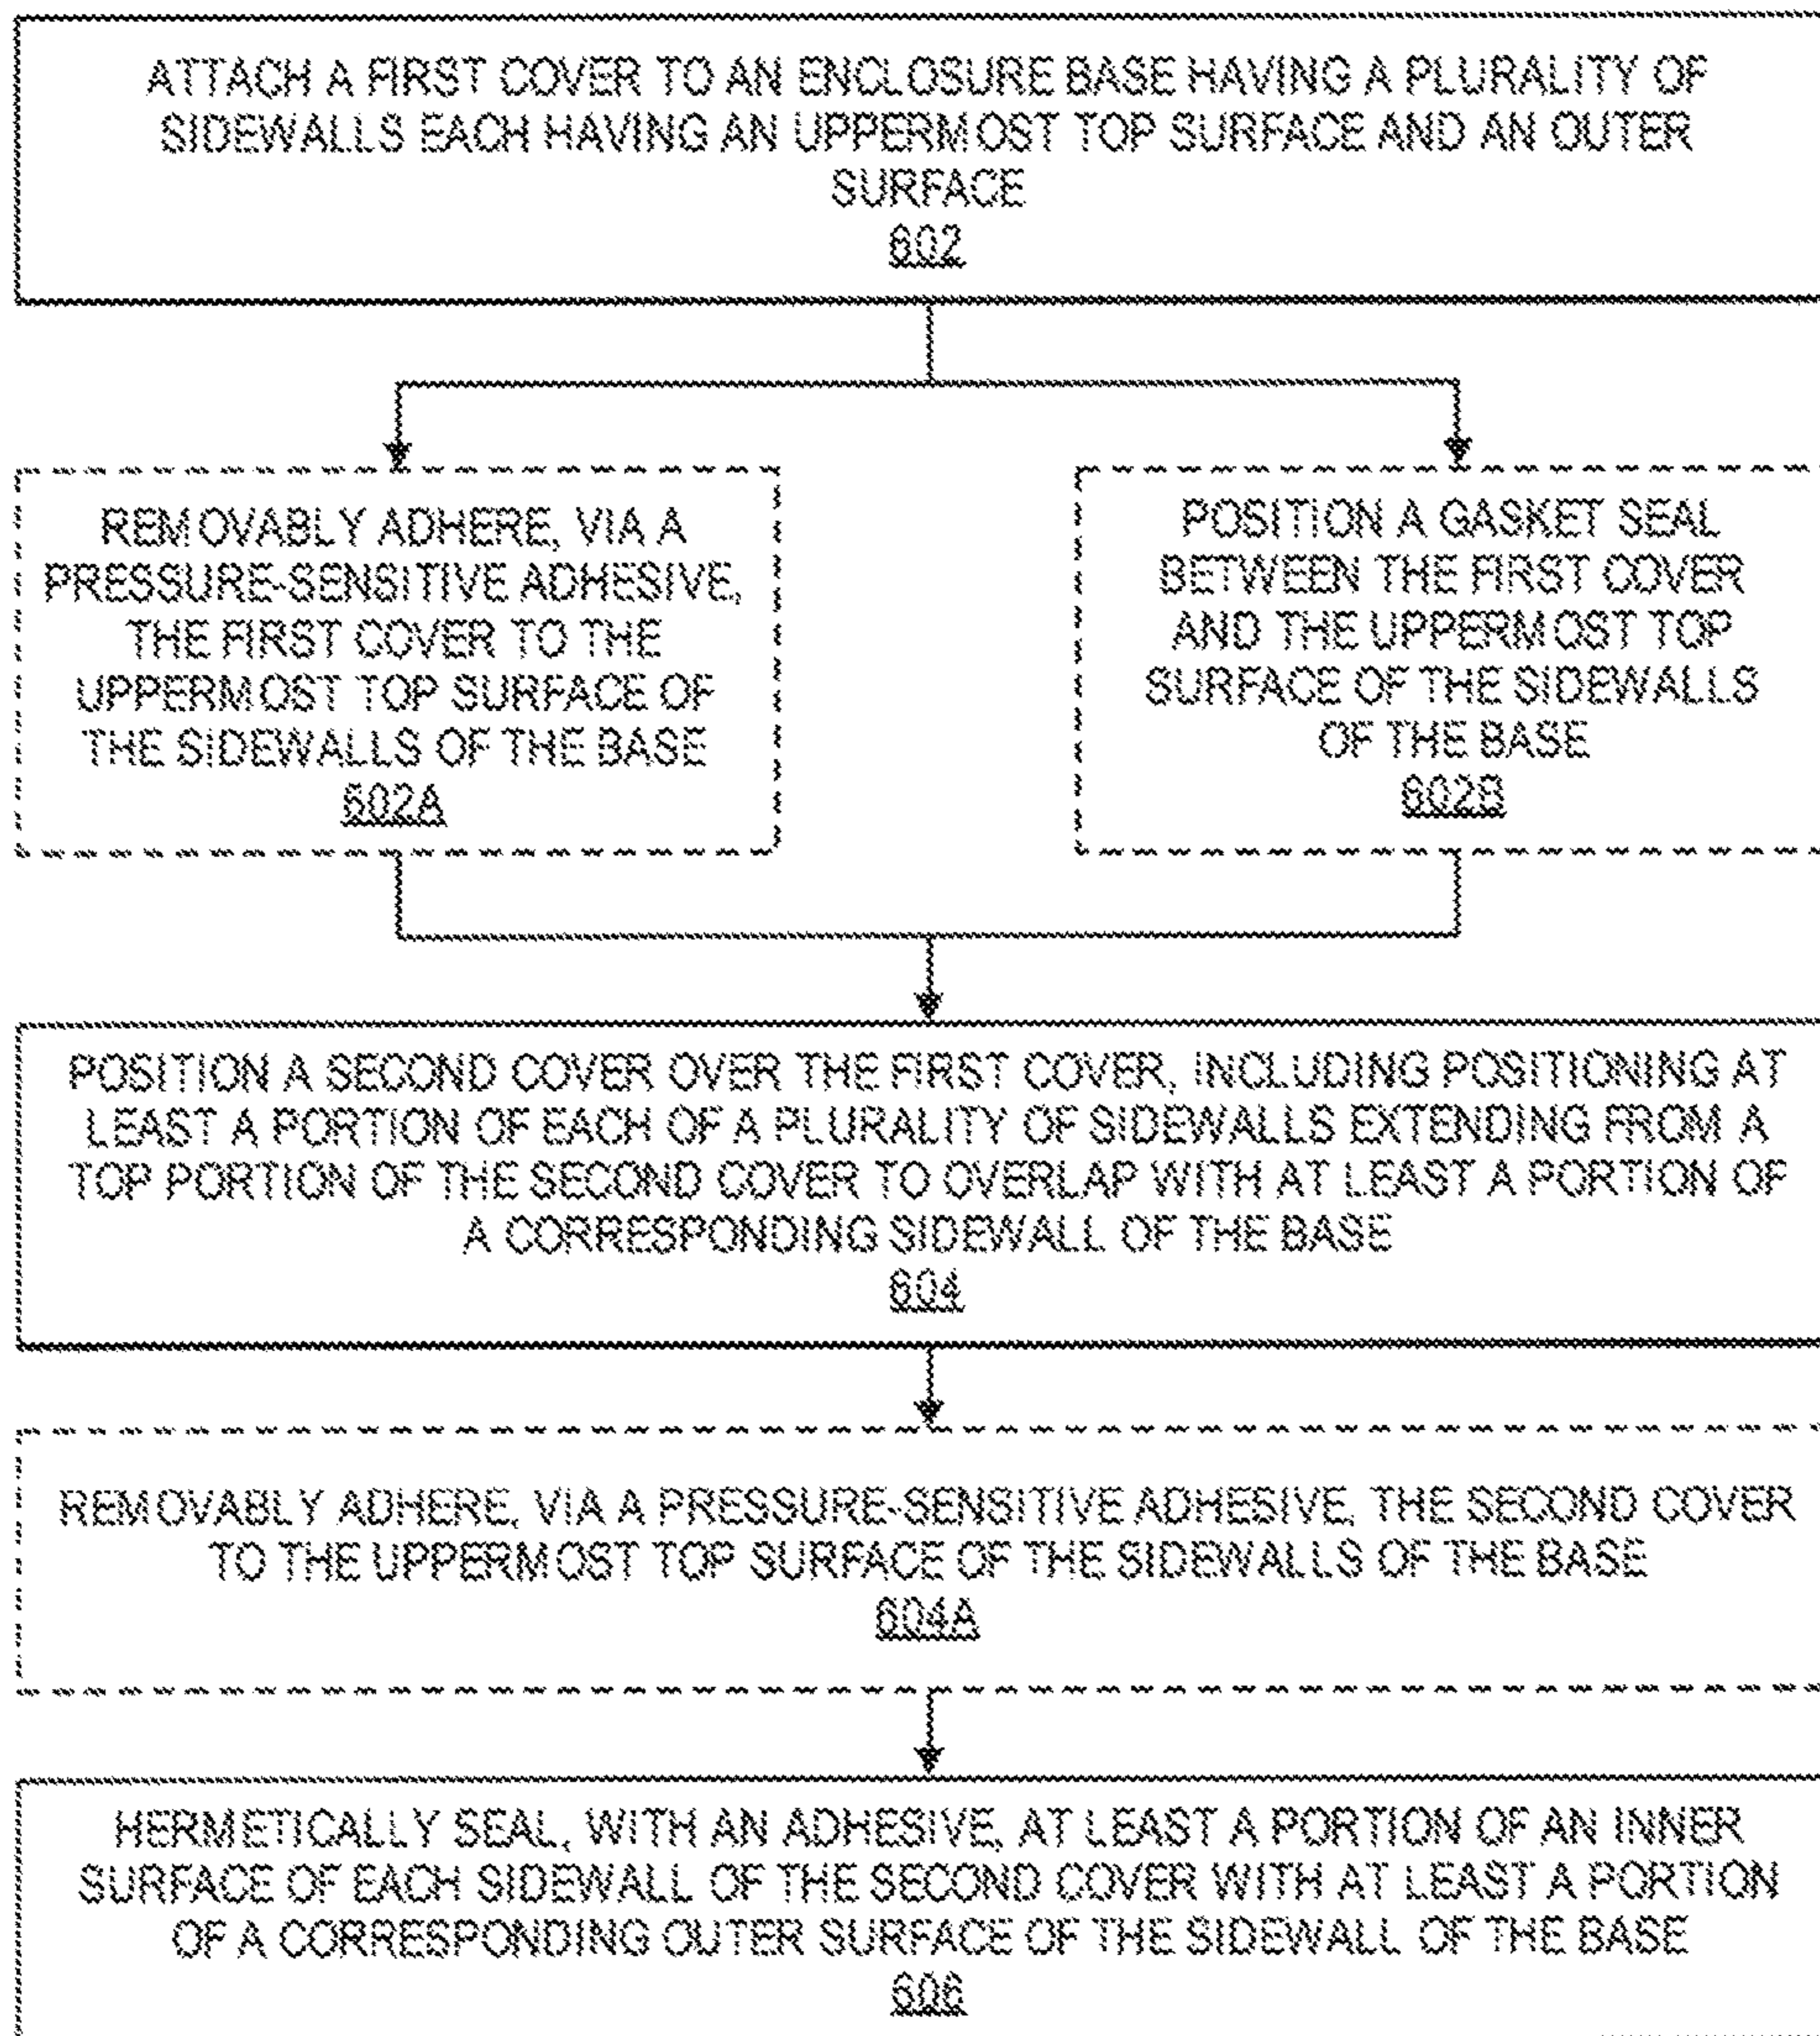 ATTACH A FIRST COVER TO AN ENCLOSURE BASE HAVING A PLURALITY OF
SIDEWALLS EACH HAVING AN UPPERMOST TOP SURFACE AND AN OUTER
SURFACE
602
REMOVABLY ADHERE, VIA A
PRESSURE-SENSITIVE ADHESIVE,
THE FIRST COVER TO THE
UPPERMOST TOP SURFACE OF
THE SIDEWALLS OF THE BASE
602A
POSITION A GASKET SEAL
BETWEEN THE FIRST COVER
AND THE UPPERMOST TOP
SURFACE OF THE SIDEWALLS
OF THE BASE
602B
POSITION A SECOND COVER OVER THE FIRST COVER, INCLUDING POSITIONING AT
LEAST A PORTION OF EACH OF A PLURALITY OF SIDEWALLS EXTENDING FROM A
TOP PORTION OF THE SECOND COVER TO OVERLAP WITH AT LEAST A PORTION OF
A CORRESPONDING SIDEWALL OF THE BASE
604
REMOVABLY ADHERE, VIA A PRESSURE-SENSITIVE ADHESIVE, THE SECOND COVER
TO THE UPPERMOST TOP SURFACE OF THE SIDEWALLS OF THE BASE
604A
HERMETICALLY SEAL, WITH AN ADHESIVE, AT LEAST A PORTION OF AN INNER
SURFACE OF EACH SIDEWALL OF THE SECOND COVER WITH AT LEAST A PORTION
OF A CORRESPONDING OUTER SURFACE OF THE SIDEWALL OF THE BASE
606